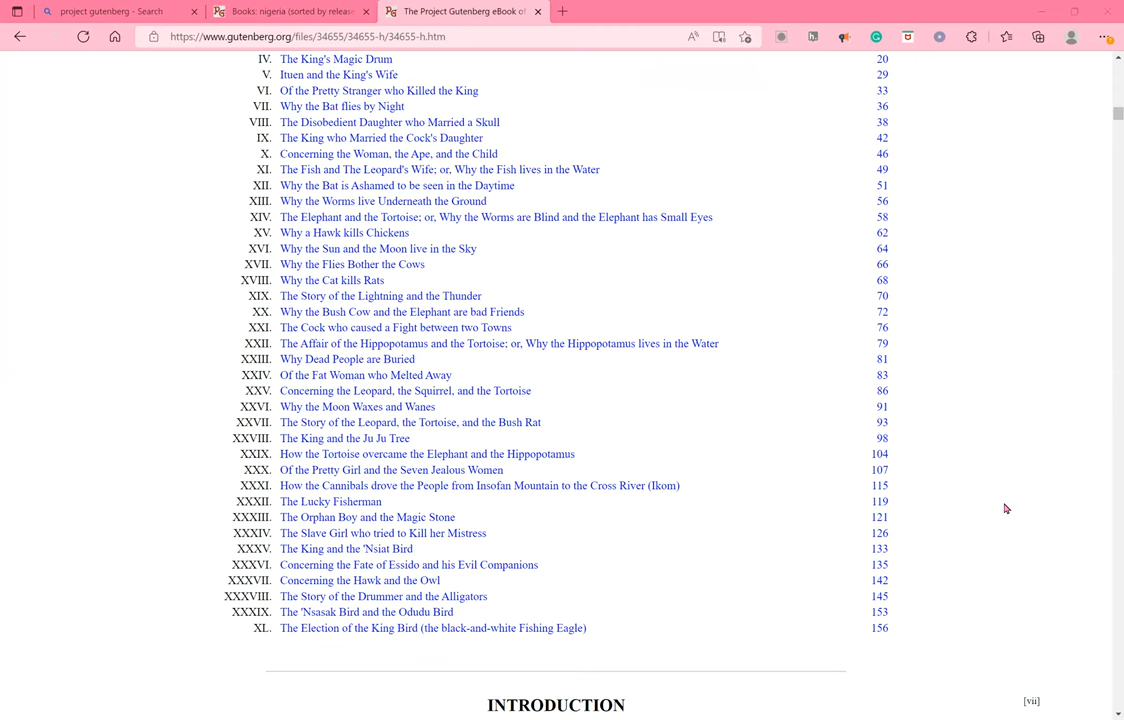 project gutenberg - Search
Books: nigeria (sorted by release
The Project Gutenberg eBook of
https://www.gutenberg.org/files/34655/34655-h/34655-h.htm
IV. The King's Magic Drum 20
V. Ituen and the King's Wife 29
VI. Of the Pretty Stranger who Killed the King 33
VII. Why the Bat flies by Night 36
VIII. The Disobedient Daughter who Married a Skull 38
IX. The King who Married the Cock's Daughter 42
X. Concerning the Woman, the Ape, and the Child 46
XI. The Fish and The Leopard's Wife; or, Why the Fish lives in the Water 49
XII. Why the Bat is Ashamed to be seen in the Daytime 51
XIII. Why the Worms live Underneath the Ground 56
XIV. The Elephant and the Tortoise; or, Why the Worms are Blind and the Elephant has Small Eyes 58
XV. Why a Hawk kills Chickens 62
XVI. Why the Sun and the Moon live in the Sky 64
XVII. Why the Flies Bother the Cows 66
XVIII. Why the Cat kills Rats 68
XIX. The Story of the Lightning and the Thunder 70
XX. Why the Bush Cow and the Elephant are bad Friends 72
XXI. The Cock who caused a Fight between two Towns 76
XXII. The Affair of the Hippopotamus and the Tortoise; or, Why the Hippopotamus lives in the Water 79
XXIII. Why Dead People are Buried 81
XXIV. Of the Fat Woman who Melted Away 83
XXV. Concerning the Leopard, the Squirrel, and the Tortoise 86
XXVI. Why the Moon Waxes and Wanes 91
XXVII. The Story of the Leopard, the Tortoise, and the Bush Rat 93
XXVIII. The King and the Ju Ju Tree 98
XXIX. How the Tortoise overcame the Elephant and the Hippopotamus 104
XXX. Of the Pretty Girl and the Seven Jealous Women 107
XXXI. How the Cannibals drove the People from Insofan Mountain to the Cross River (Ikom) 115
XXXII. The Lucky Fisherman 119
XXXIII. The Orphan Boy and the Magic Stone 121
XXXIV. The Slave Girl who tried to Kill her Mistress 126
XXXV. The King and the 'Nsiat Bird 133
XXXVI. Concerning the Fate of Essido and his Evil Companions 135
XXXVII. Concerning the Hawk and the Owl 142
XXXVIII. The Story of the Drummer and the Alligators 145
XXXIX. The 'Nsasak Bird and the Odudu Bird 153
XL. The Election of the King Bird (the black-and-white Fishing Eagle) 156
INTRODUCTION [vii]